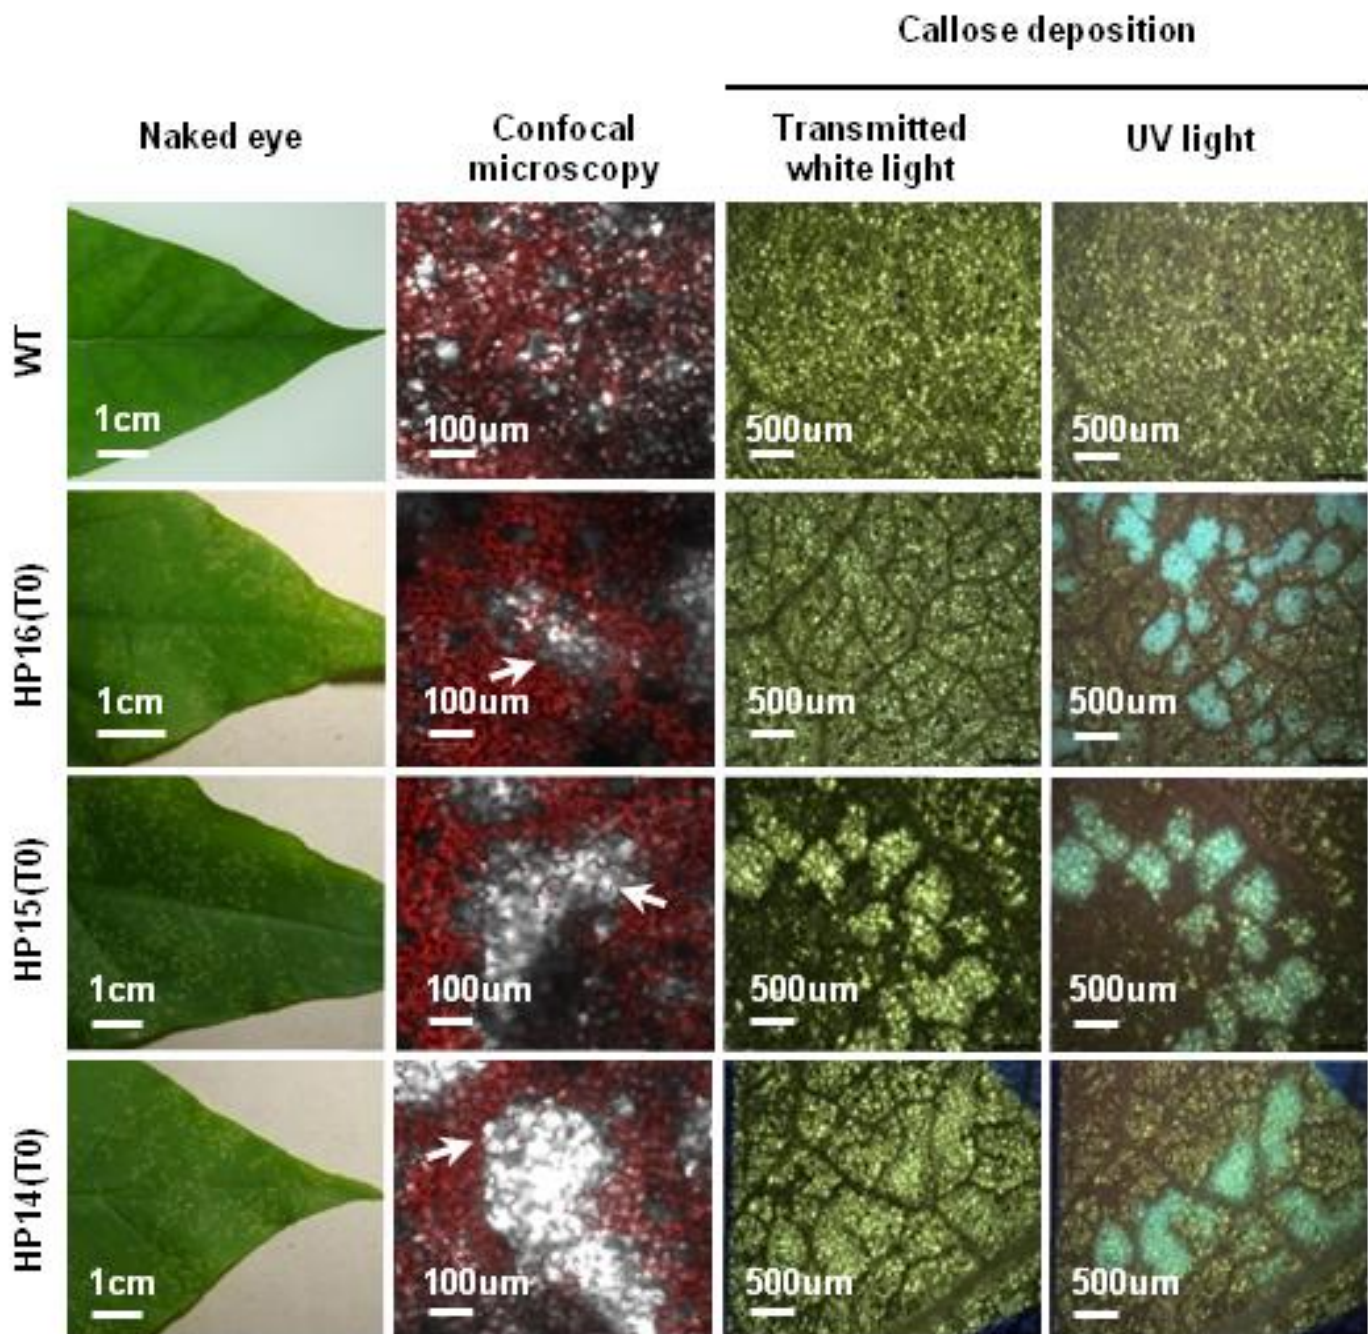 Callose deposition
Naked eye
Confocal
microscopy
Transmitted
white light
UV light
WT
1cm
100um
500um
500um
HP16(T0)
1cm
100um
500um
500um
HP15(T0)
1cm
100um
500um
500um
HP14(T0)
1cm
100um
500um
500um